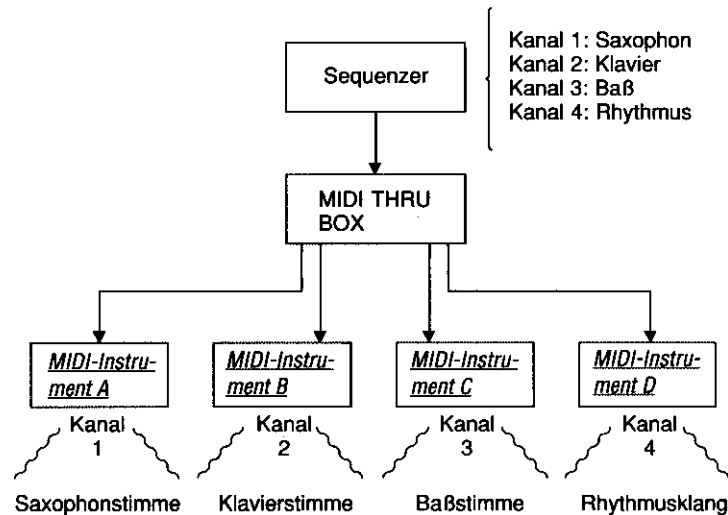 Sequenzer
Kanal 1: Saxophon
Kanal 2: Klavier
Kanal 3: Baß
Kanal 4: Rhythmus
MIDI THRU
BOX
MIDI-Instru-
ment A
MIDI-Instru-
ment B
MIDI-Instru-
ment C
MIDI-Instru-
ment D
Kanal
1
Kanal
2
Kanal
3
Kanal
4
Saxophonstimme
Klavierstimme
Baßstimme
Rhythmusklang